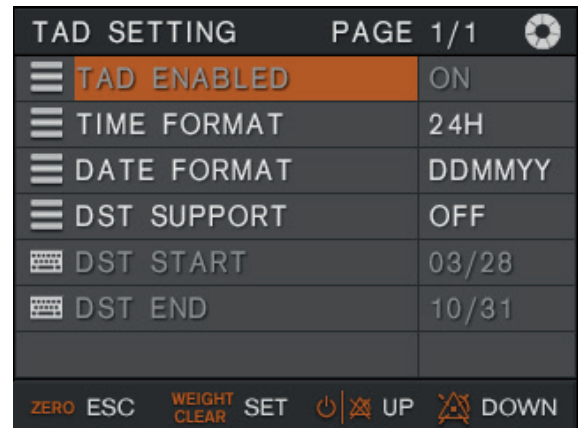 TAD SETTING PAGE 1/1
TAD ENABLED ON
TIME FORMAT 24H
DATE FORMAT DDMMYY
DST SUPPORT OFF
DST START 03/28
DST END 10/31
ZERO ESC WEIGHT CLEAR SET UP DOWN